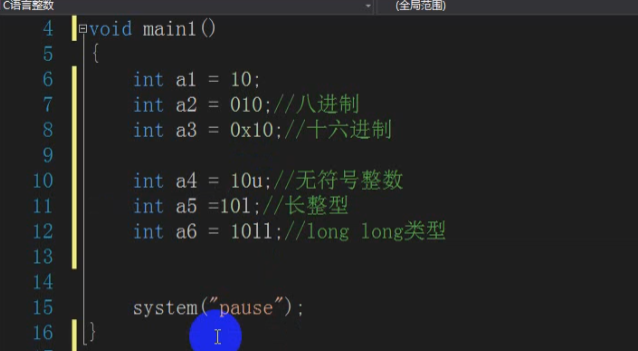 C语言整数 (全局范围)
4 void main1()
5 {
6 int a1 = 10;
7 int a2 = 010;//八进制
8 int a3 = 0x10;//十六进制
9
10 int a4 = 10u;//无符号整数
11 int a5 =10l;//长整型
12 int a6 = 10ll;//long long类型
13
14
15 system("pause");
16 }